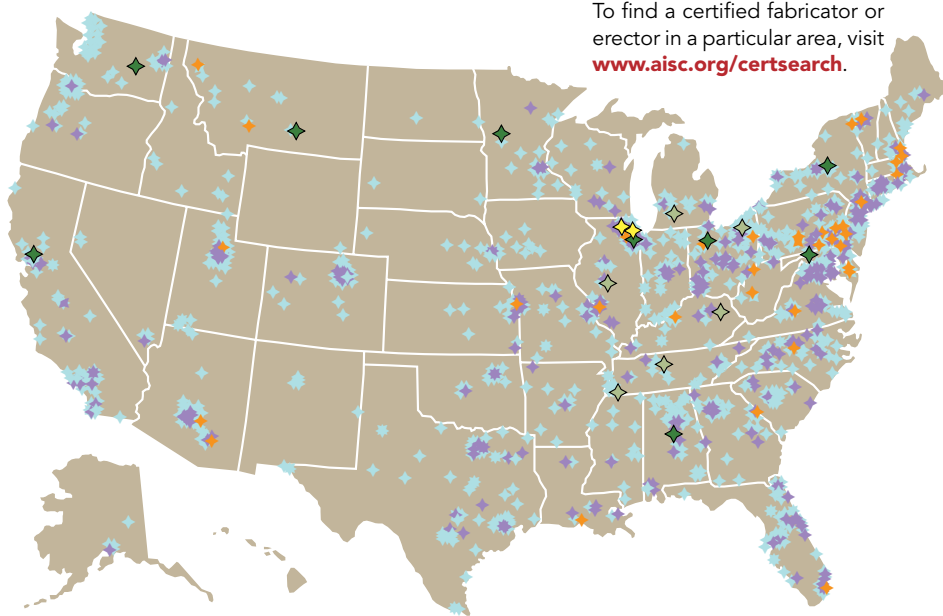 To find a certified fabricator or
erector in a particular area, visit
www.aisc.org/certsearch.